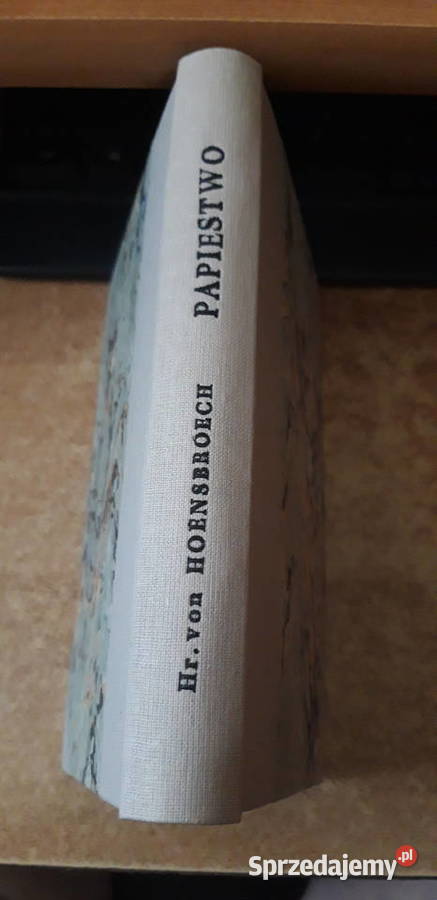 Hr. von HOENSBROECH PAPIESTWO
Sprzedajemy.pl